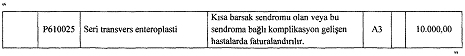 “
P610025 Seri transvers enteroplasti Kısa barsak sendromu olan veya bu sendroma bağlı komplikasyon gelişen hastalarda faturalandırılır. A3 10.000,00
”